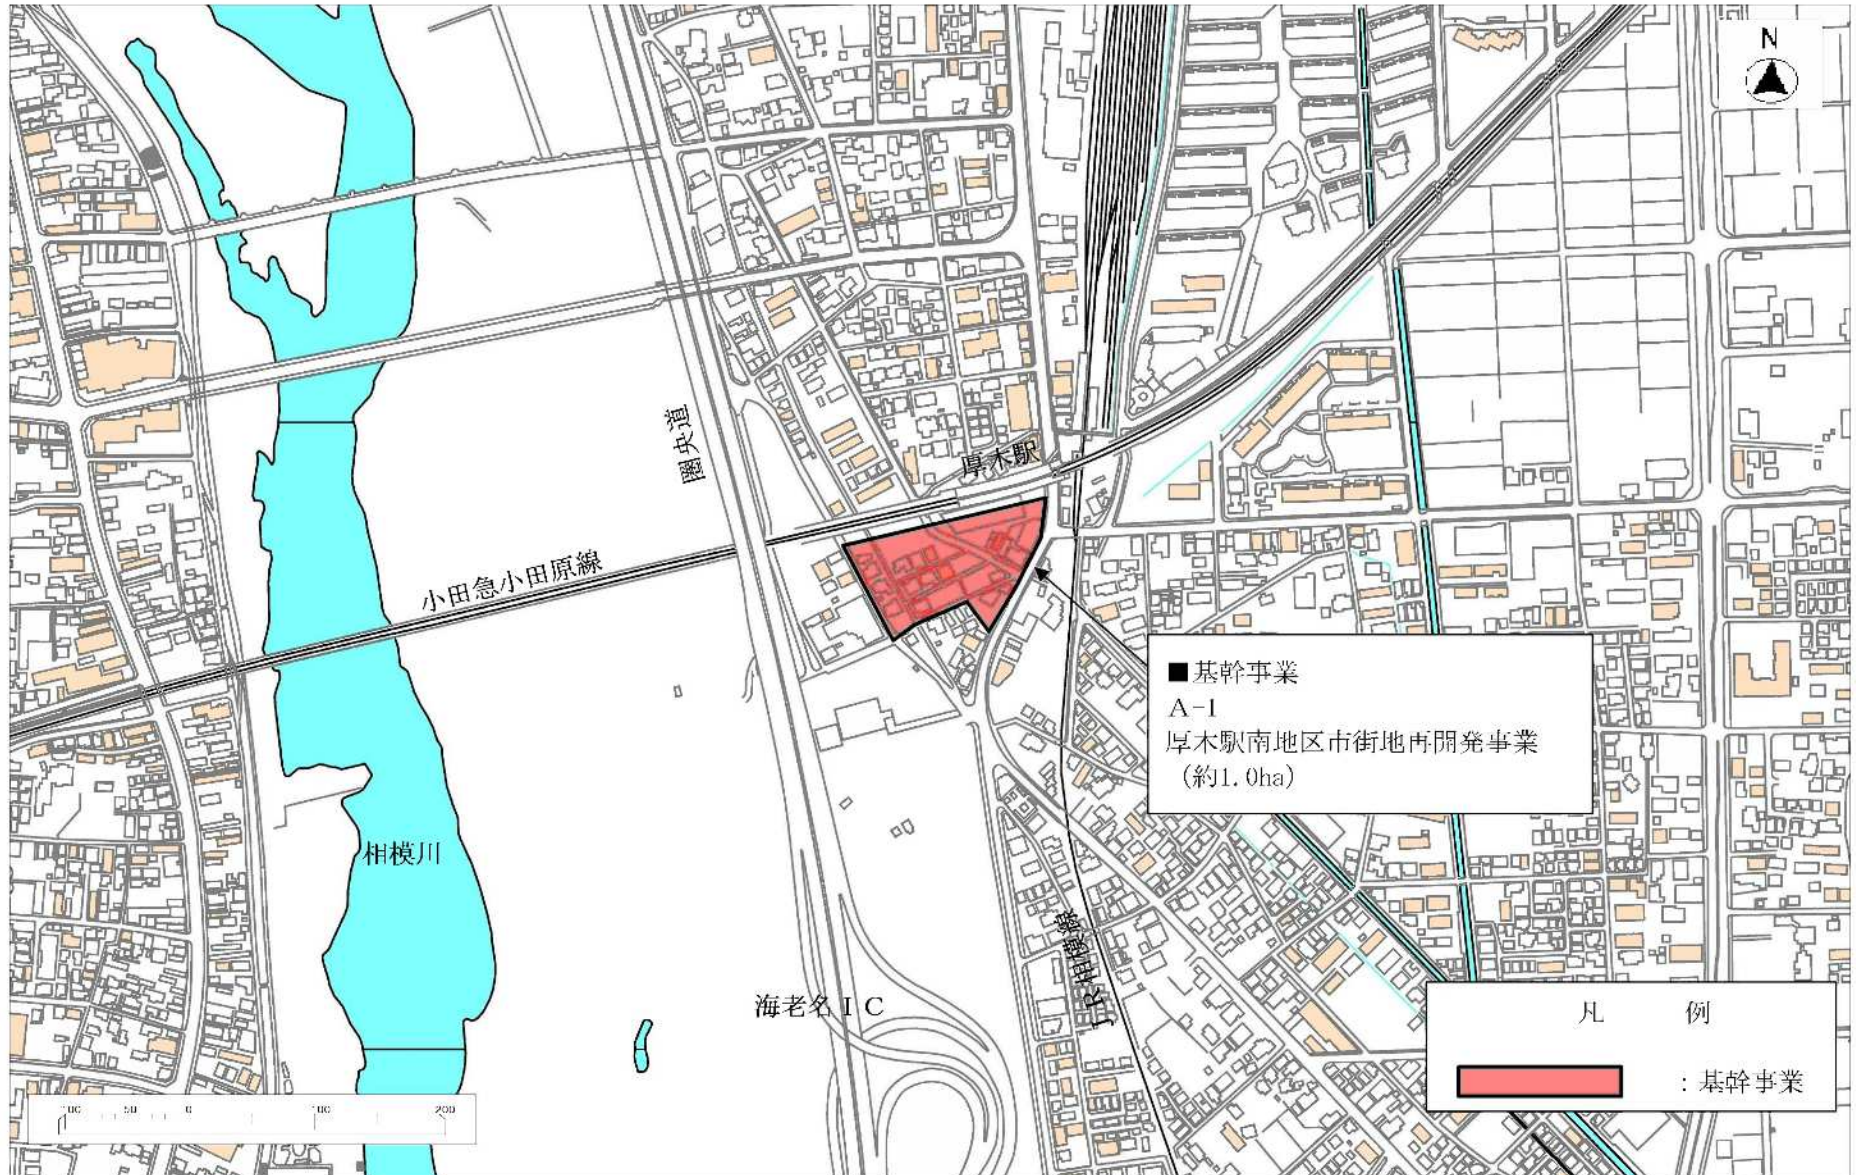 N
圏央道
厚木駅
小田急小田原線
■基幹事業
A-1
厚木駅南地区市街地再開発事業
(約1.0ha)
相模川
海老名IC
JR相模線
凡 例
:基幹事業
100 50 0 100 200